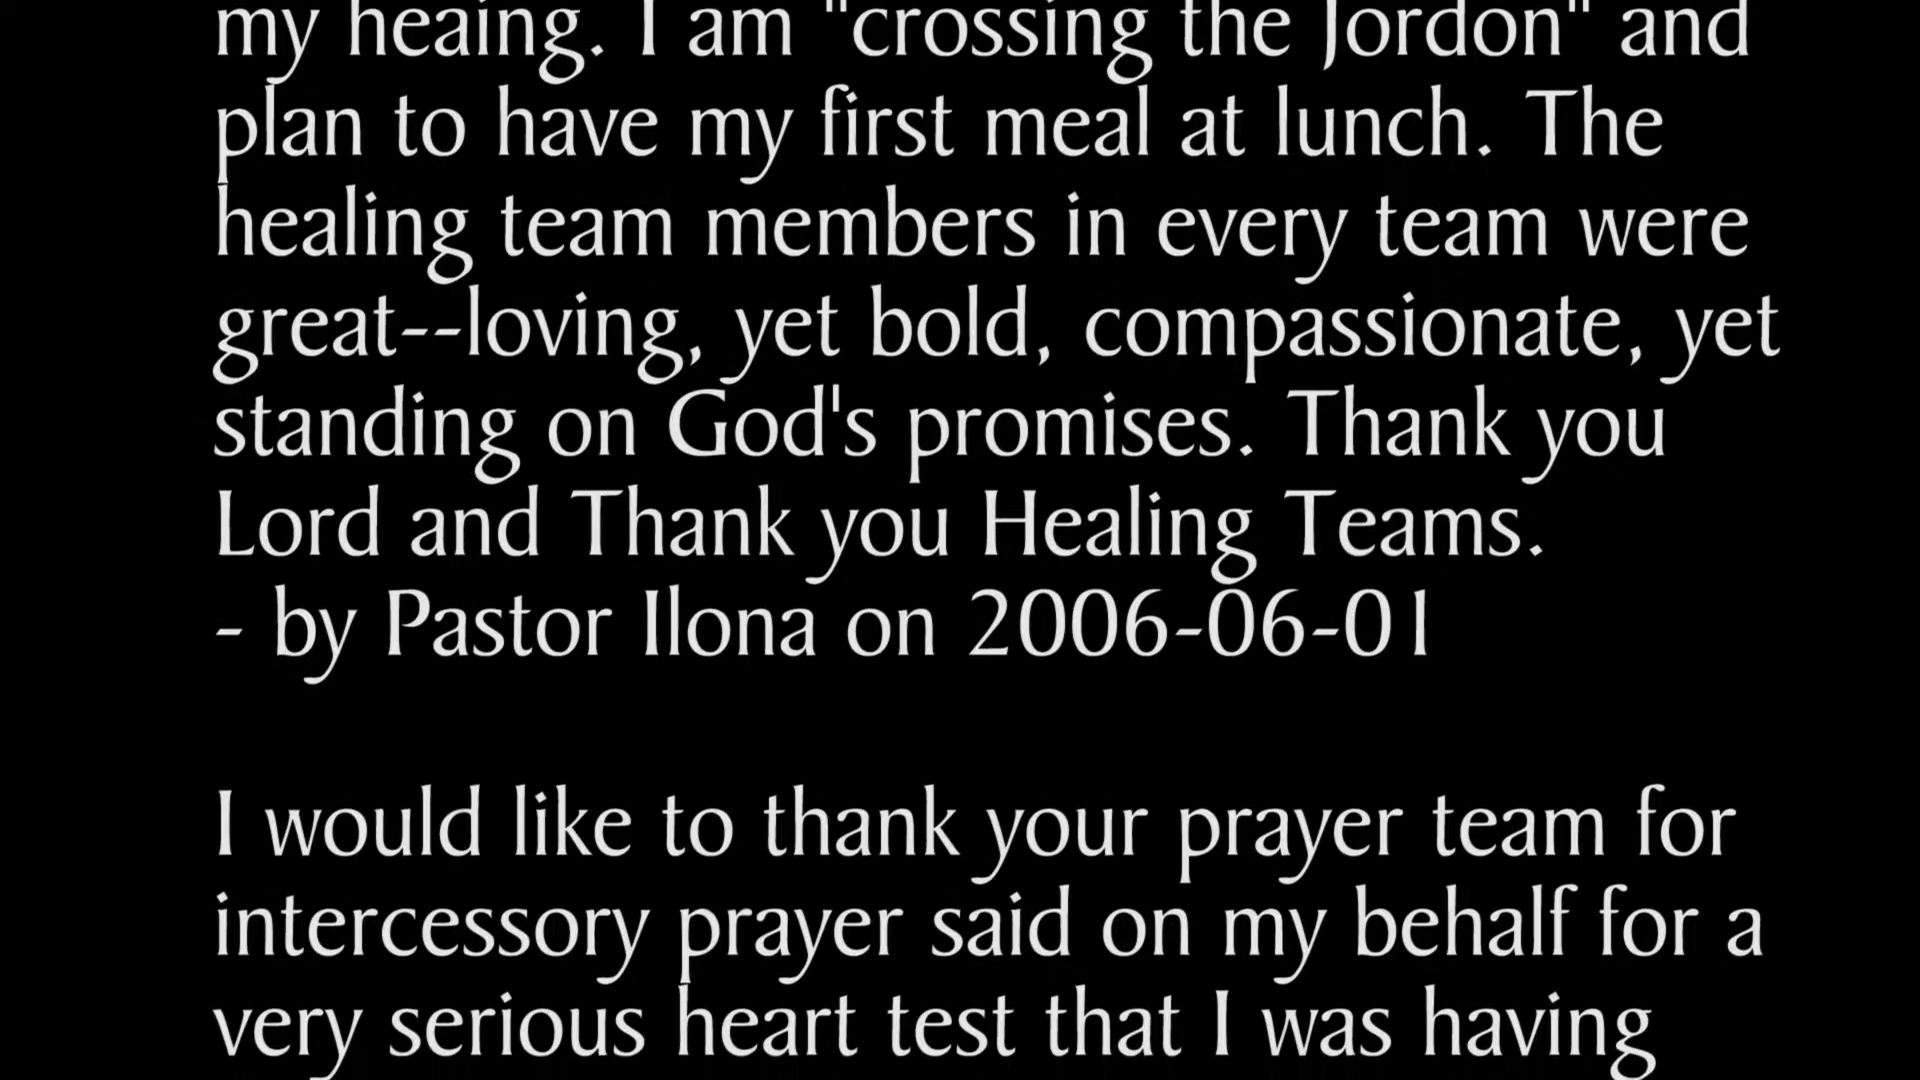 my heaing. I am "crossing the Jordon" and
plan to have my first meal at lunch. The
healing team members in every team were
great--loving, yet bold, compassionate, yet
standing on God's promises. Thank you
Lord and Thank you Healing Teams.
- by Pastor Ilona on 2006-06-01
I would like to thank your prayer team for
intercessory prayer said on my behalf for a
very serious heart test that I was having